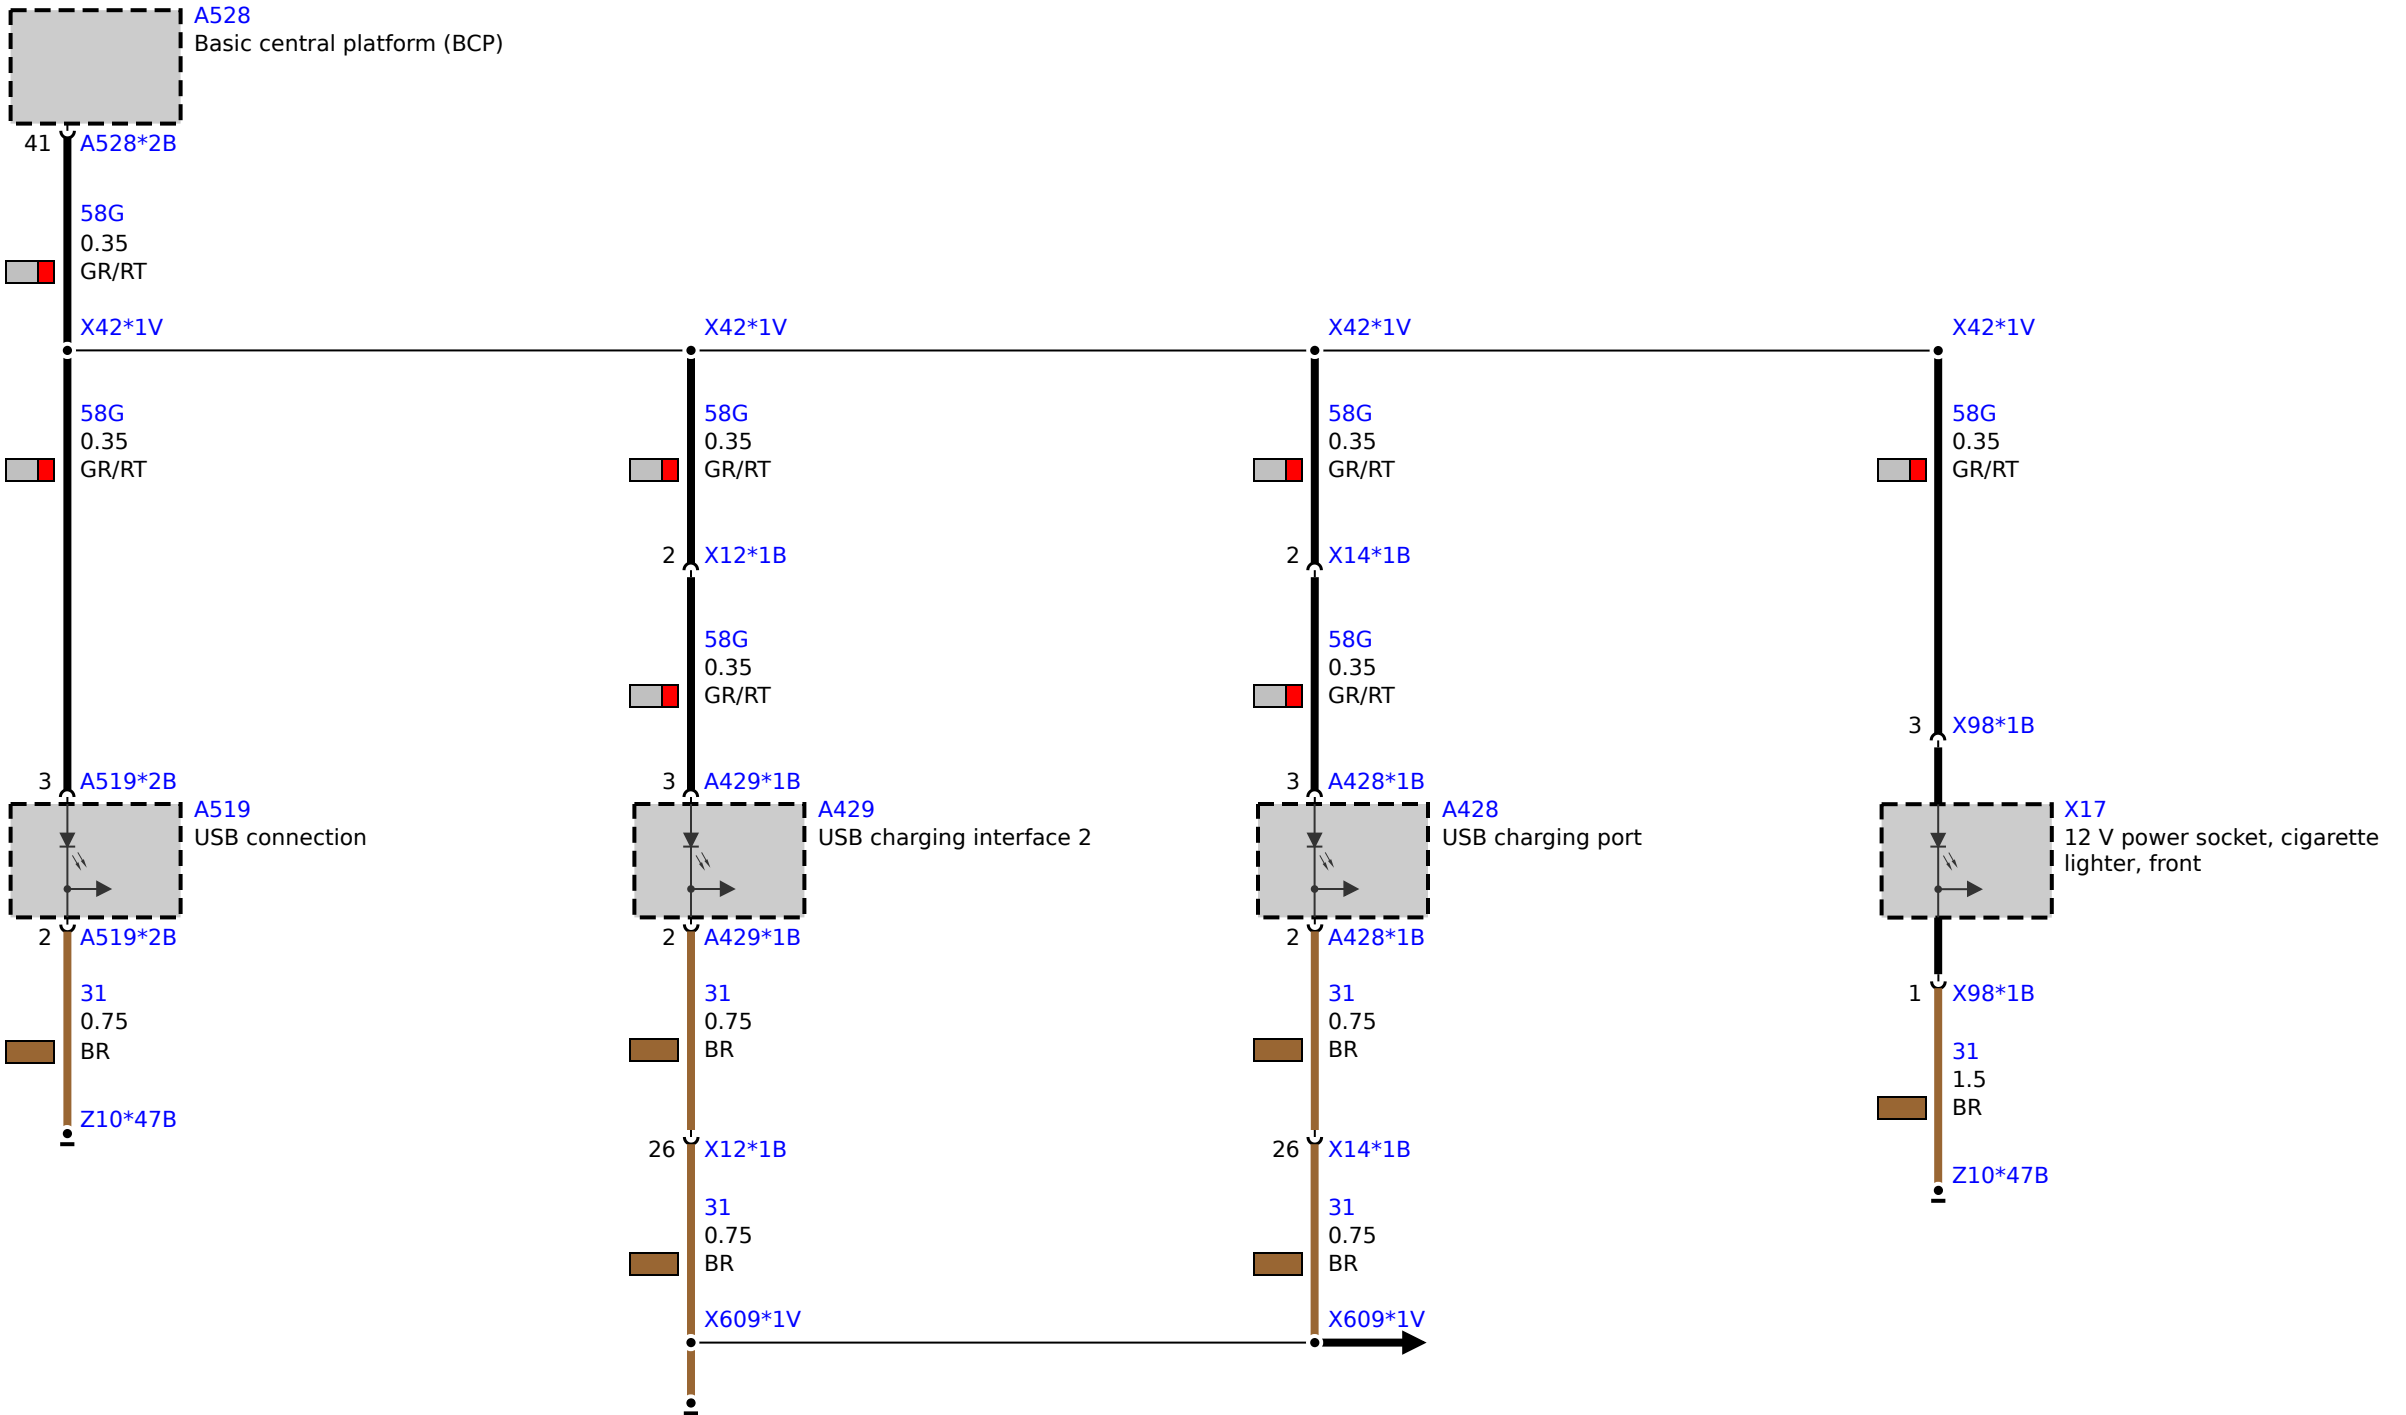 A528
Basic central platform (BCP)
41 A528*2B
58G
0.35
GR/RT
X42*1V X42*1V X42*1V X42*1V
58G 58G 58G 58G
0.35 0.35 0.35 0.35
GR/RT GR/RT GR/RT GR/RT
2 X12*1B 2 X14*1B
58G 58G
0.35 0.35
GR/RT GR/RT
3 X98*1B
3 A519*2B 3 A429*1B 3 A428*1B
A519 A429 A428 X17
USB connection USB charging interface 2 USB charging port 12 V power socket, cigarette
lighter, front
2 A519*2B 2 A429*1B 2 A428*1B
31 31 31 1 X98*1B
0.75 0.75 0.75
BR BR BR 31
1.5
BR
Z10*47B
26 X12*1B 26 X14*1B
Z10*47B
31 31
0.75 0.75
BR BR
X609*1V X609*1V